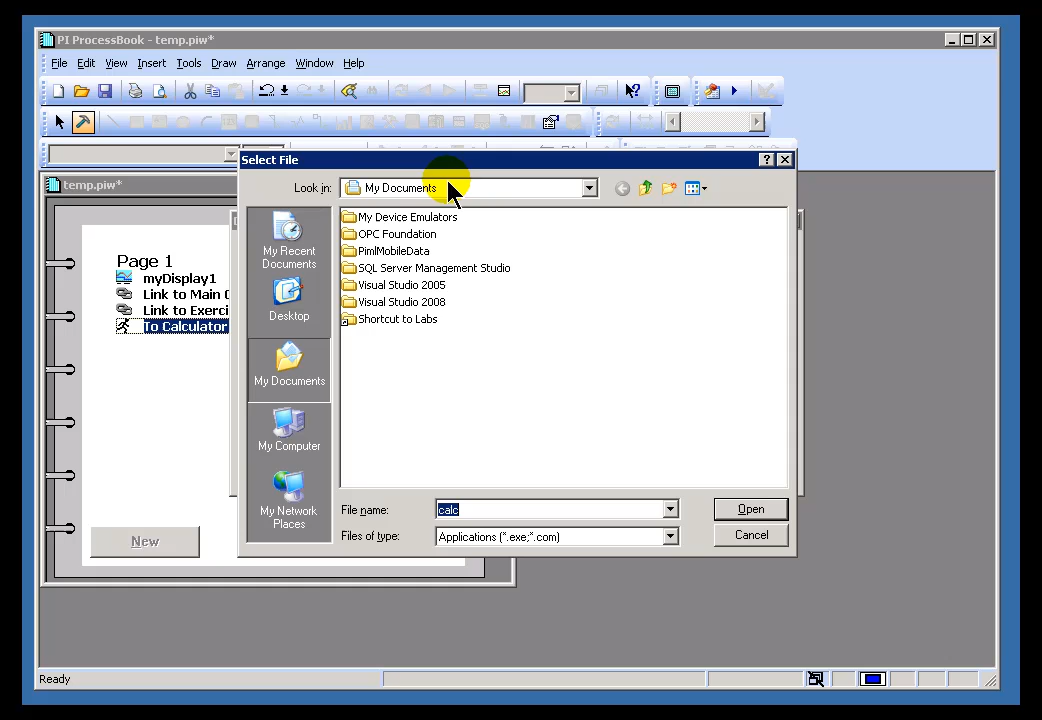 PI ProcessBook - temp.piw*
File Edit View Insert Tools Draw Arrange Window Help
Select File
Look in: My Documents
temp.piw*
Page 1
myDisplay1
Link to Main
Link to Exerci
To Calculator
New
My Recent
Documents
Desktop
My Documents
My Computer
My Network
Places
My Device Emulators
OPC Foundation
PimlMobileData
SQL Server Management Studio
Visual Studio 2005
Visual Studio 2008
Shortcut to Labs
File name: calc
Open
Files of type: Applications (*.exe;*.com)
Cancel
Ready